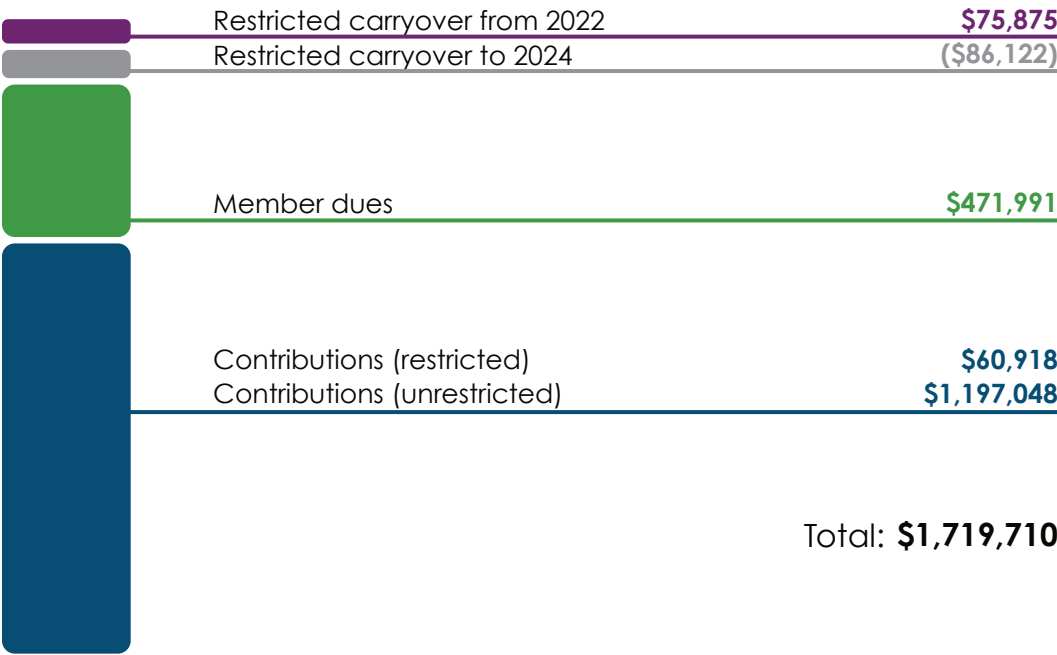 Restricted carryover from 2022 $75,875
Restricted carryover to 2024 ($86,122)
Member dues $471,991
Contributions (restricted) $60,918
Contributions (unrestricted) $1,197,048
Total: $1,719,710